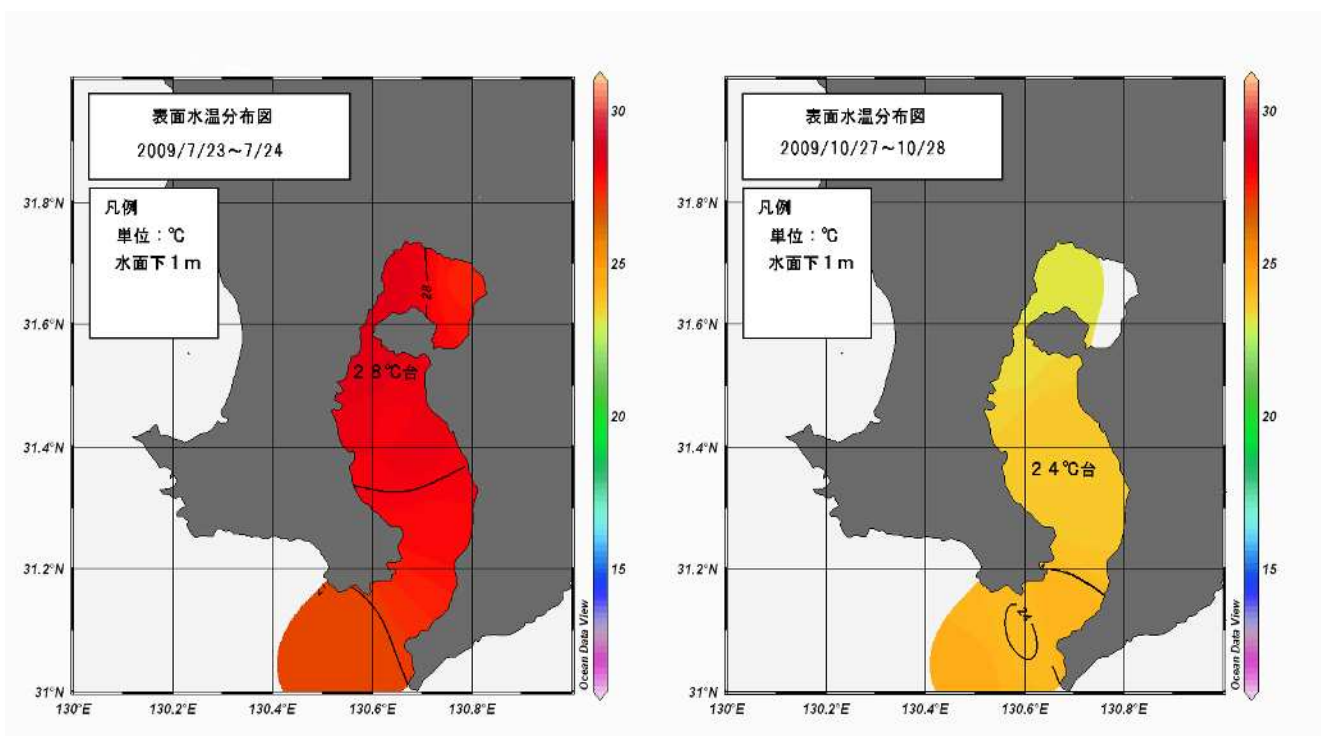 表面水温分布図
2009/7/23～7/24
凡例
単位：℃
水面下1m
28
28℃台
31.8°N
31.6°N
31.4°N
31.2°N
31°N
130°E
130.2°E
130.4°E
130.6°E
130.8°E
30
25
20
15
Ocean Data View
表面水温分布図
2009/10/27～10/28
凡例
単位：℃
水面下1m
24℃台
24
31.8°N
31.6°N
31.4°N
31.2°N
31°N
130°E
130.2°E
130.4°E
130.6°E
130.8°E
30
25
20
15
Ocean Data View